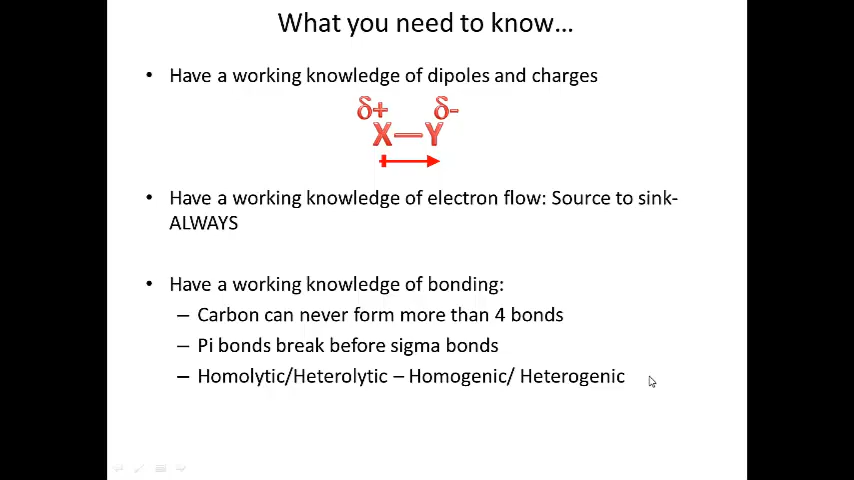 What you need to know...
• Have a working knowledge of dipoles and charges
δ+ δ-
X—Y
• Have a working knowledge of electron flow: Source to sink-
ALWAYS
• Have a working knowledge of bonding:
– Carbon can never form more than 4 bonds
– Pi bonds break before sigma bonds
– Homolytic/Heterolytic – Homogenic/ Heterogenic